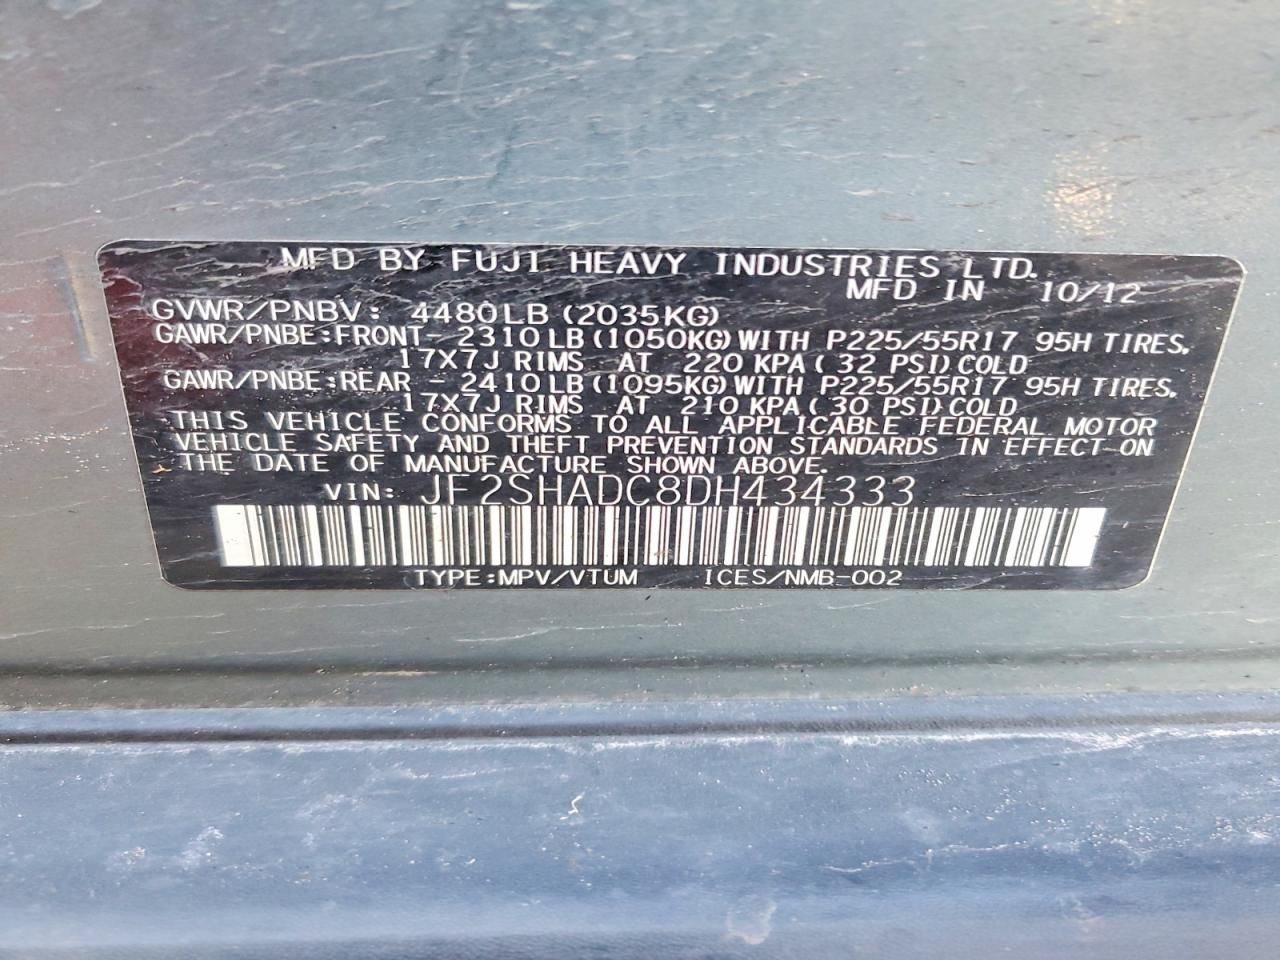 MFD BY FUJI HEAVY INDUSTRIES LTD.
MFD IN 10/12
GVWR/PNBV: 4480LB (2035KG)
GAWR/PNBE:FRONT- 2310LB(1050KG)WITH P225/55R17 95H TIRES,
17X7J RIMS AT 220 KPA(32 PSI)COLD
GAWR/PNBE:REAR - 2410LB(1095KG)WITH P225/55R17 95H TIRES,
17X7J RIMS AT 210 KPA(30 PSI)COLD
THIS VEHICLE CONFORMS TO ALL APPLICABLE FEDERAL MOTOR
VEHICLE SAFETY AND THEFT PREVENTION STANDARDS IN EFFECT ON
THE DATE OF MANUFACTURE SHOWN ABOVE.
VIN: JF2SHADC8DH434333
TYPE:MPV/VTUM ICES/NMB-002